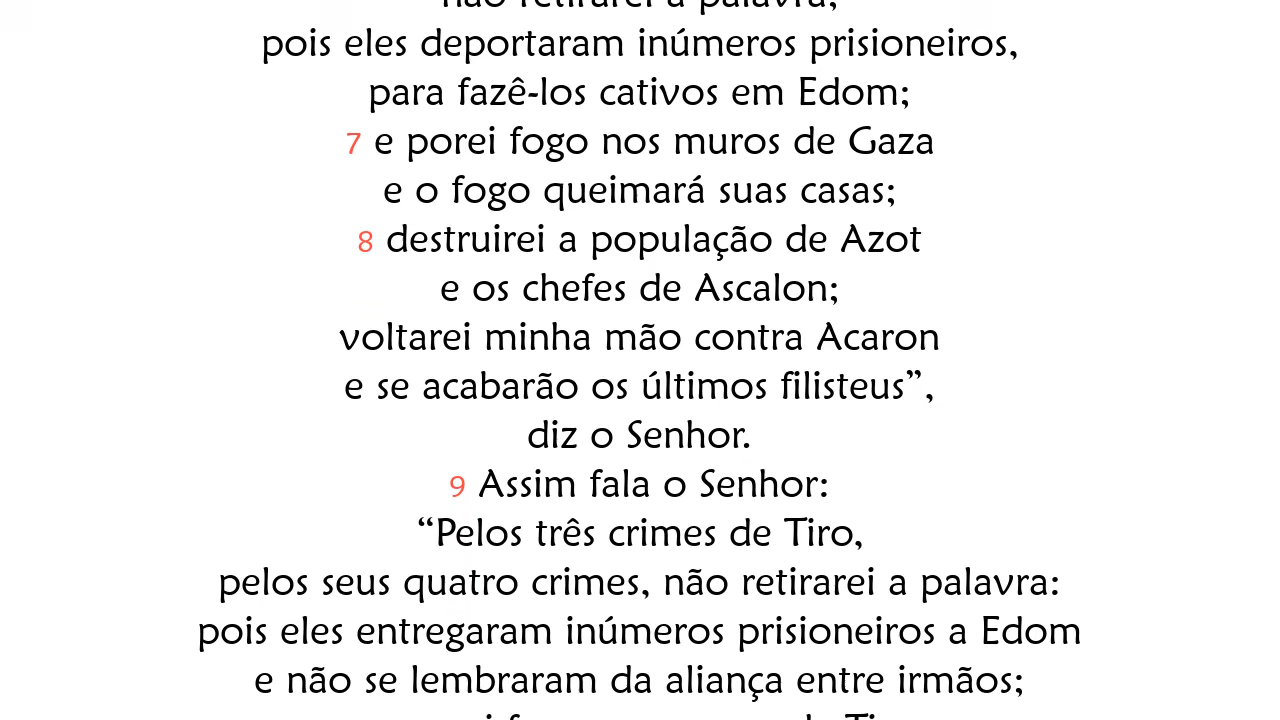 não retirarei a palavra,
pois eles deportaram inúmeros prisioneiros,
para fazê-los cativos em Edom;
7 e porei fogo nos muros de Gaza
e o fogo queimará suas casas;
8 destruirei a população de Azot
e os chefes de Ascalon;
voltarei minha mão contra Acaron
e se acabarão os últimos filisteus”,
diz o Senhor.
9 Assim fala o Senhor:
“Pelos três crimes de Tiro,
pelos seus quatro crimes, não retirarei a palavra:
pois eles entregaram inúmeros prisioneiros a Edom
e não se lembraram da aliança entre irmãos;